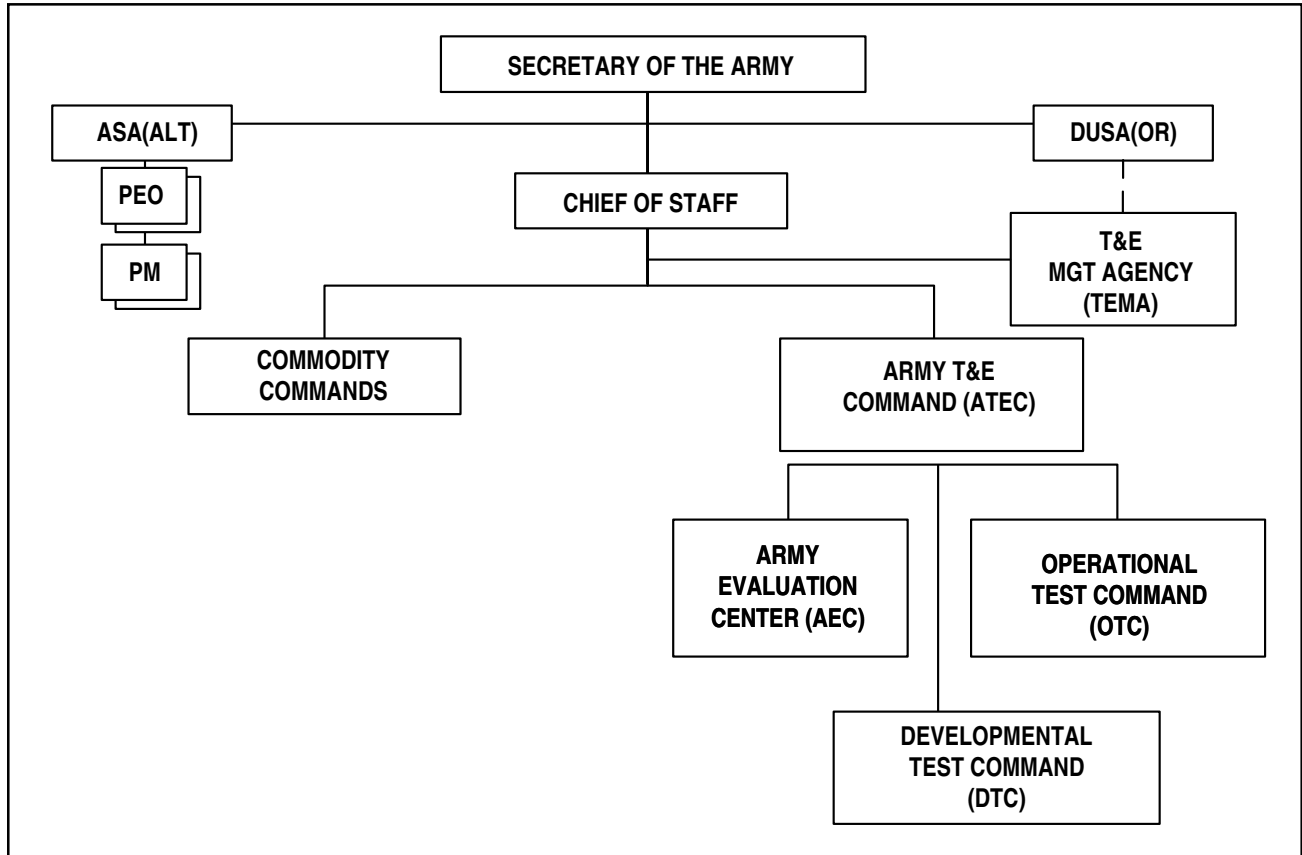 SECRETARY OF THE ARMY
ASA(ALT)
DUSA(OR)
PEO
CHIEF OF STAFF
T&E
MGT AGENCY
(TEMA)
PM
COMMODITY
COMMANDS
ARMY T&E
COMMAND (ATEC)
ARMY
EVALUATION
CENTER (AEC)
OPERATIONAL
TEST COMMAND
(OTC)
DEVELOPMENTAL
TEST COMMAND
(DTC)